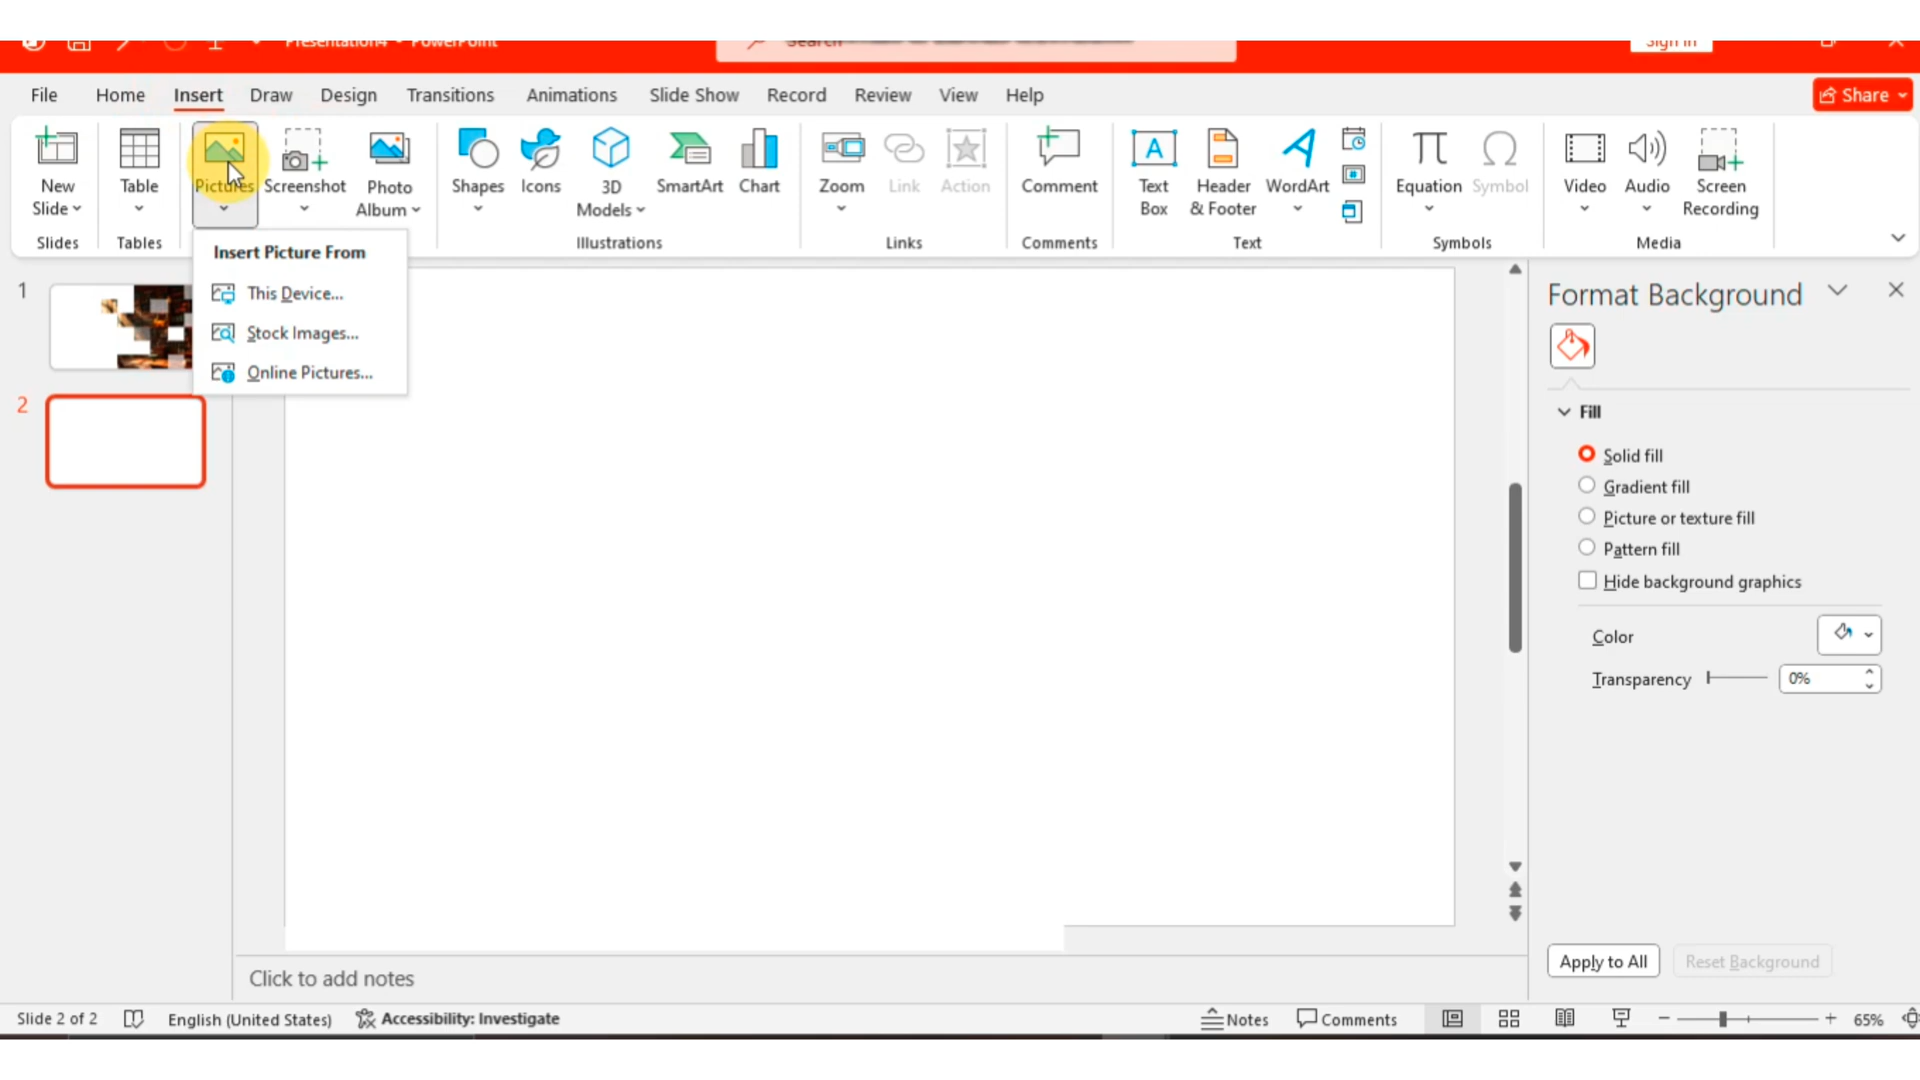 Presentation4 - PowerPoint
Search
Sign in
File Home Insert Draw Design Transitions Animations Slide Show Record Review View Help
Share
New Slide
Table
Pictures
Screenshot
Photo Album
Shapes
Icons
3D Models
SmartArt
Chart
Zoom
Link
Action
Comment
Text Box
Header & Footer
WordArt
Equation
Symbol
Video
Audio
Screen Recording
Slides
Tables
Illustrations
Links
Comments
Text
Symbols
Media
Insert Picture From
This Device...
Stock Images...
Online Pictures...
1
2
Format Background
Fill
Solid fill
Gradient fill
Picture or texture fill
Pattern fill
Hide background graphics
Color
Transparency
0%
Apply to All
Reset Background
Click to add notes
Slide 2 of 2
English (United States)
Accessibility: Investigate
Notes
Comments
65%